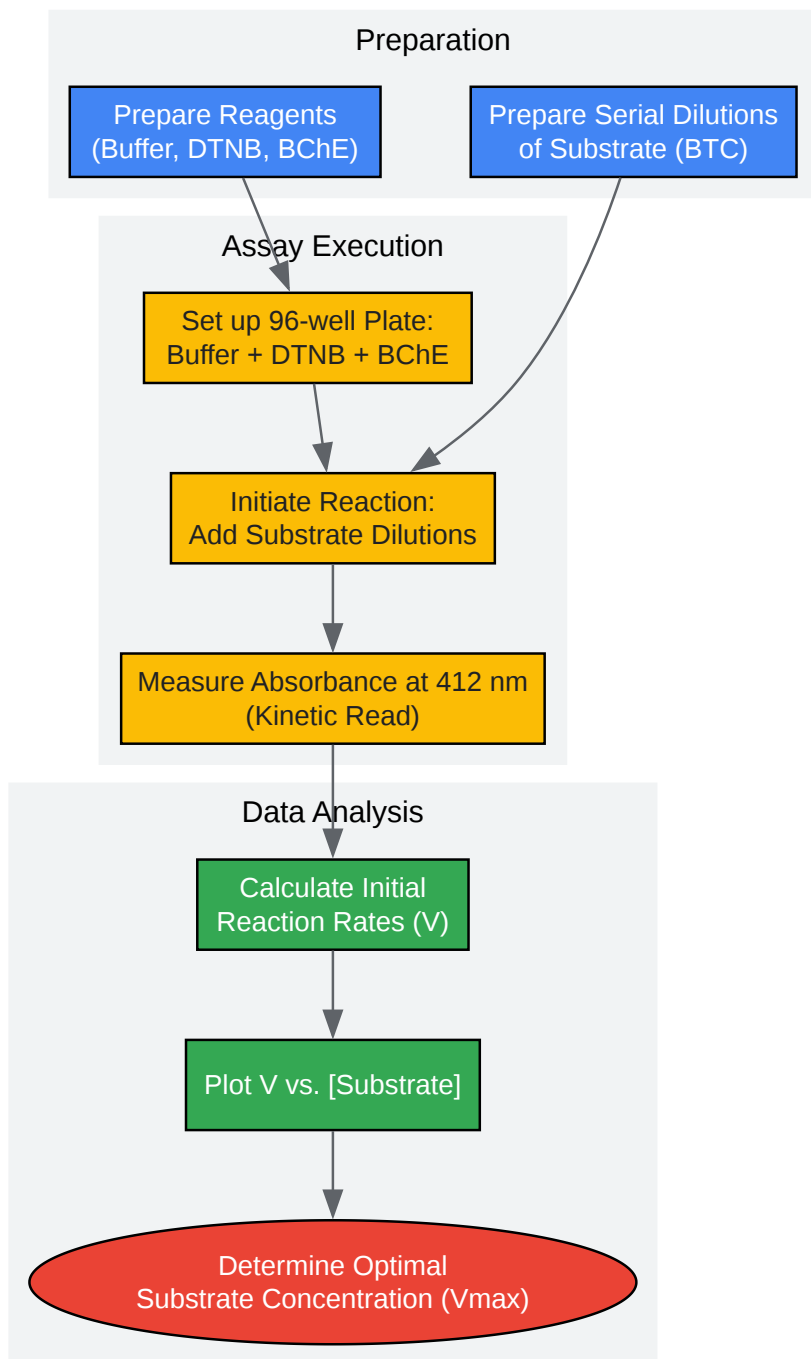 Preparation
Prepare Reagents
(Buffer, DTNB, BChE)
Prepare Serial Dilutions
of Substrate (BTC)
Assay Execution
Set up 96-well Plate:
Buffer + DTNB + BChE
Initiate Reaction:
Add Substrate Dilutions
Measure Absorbance at 412 nm
(Kinetic Read)
Data Analysis
Calculate Initial
Reaction Rates (V)
Plot V vs. [Substrate]
Determine Optimal
Substrate Concentration (Vmax)